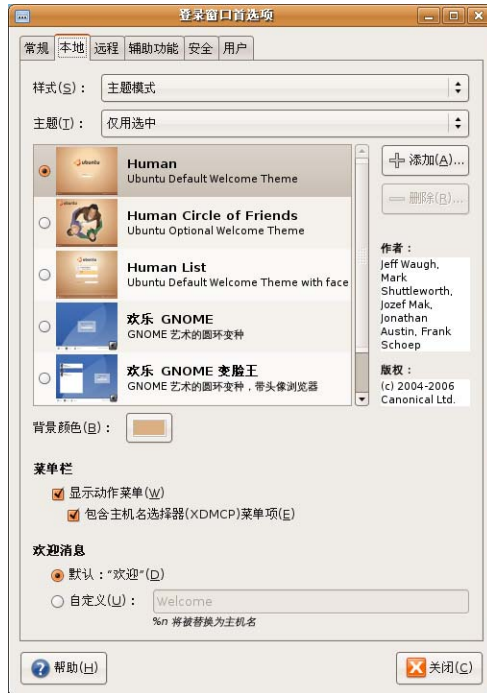 登录窗口首选项
常规 本地 远程 辅助功能 安全 用户
样式(S)： 主题模式
主题(T)： 仅用选中
Human
Ubuntu Default Welcome Theme
Human Circle of Friends
Ubuntu Optional Welcome Theme
Human List
Ubuntu Default Welcome Theme with face
欢乐 GNOME
GNOME 艺术的圆环变种
欢乐 GNOME 变脸王
GNOME 艺术的圆环变种，带头像浏览器
添加(A)...
删除(R)...
作者：
Jeff Waugh,
Mark
Shuttleworth,
Jozef Mak,
Jonathan
Austin, Frank
Schoep
版权：
(c) 2004-2006
Canonical Ltd.
背景颜色(B)：
菜单栏
显示动作菜单(W)
包含主机名选择器(XDMCP)菜单项(E)
欢迎消息
默认：“欢迎”(D)
自定义(U)： Welcome
%n 将被替换为主机名
帮助(H)
关闭(C)